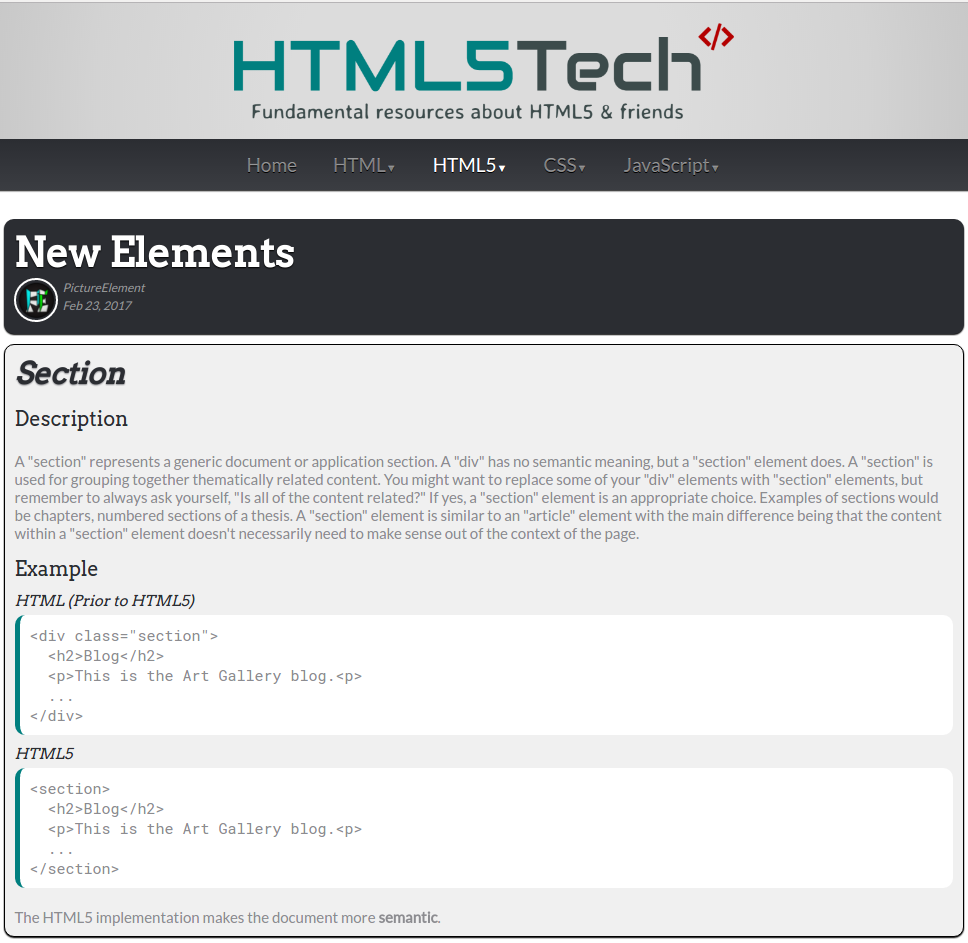 HTML5Tech </>
Fundamental resources about HTML5 & friends
Home HTML▾ HTML5▾ CSS▾ JavaScript▾
New Elements
PictureElement
Feb 23, 2017
Section
Description
A "section" represents a generic document or application section. A "div" has no semantic meaning, but a "section" element does. A "section" is
used for grouping together thematically related content. You might want to replace some of your "div" elements with "section" elements, but
remember to always ask yourself, "Is all of the content related?" If yes, a "section" element is an appropriate choice. Examples of sections would
be chapters, numbered sections of a thesis. A "section" element is similar to an "article" element with the main difference being that the content
within a "section" element doesn't necessarily need to make sense out of the context of the page.
Example
HTML (Prior to HTML5)
<div class="section">
  <h2>Blog</h2>
  <p>This is the Art Gallery blog.<p>
  ...
</div>
HTML5
<section>
  <h2>Blog</h2>
  <p>This is the Art Gallery blog.<p>
  ...
</section>
The HTML5 implementation makes the document more semantic.